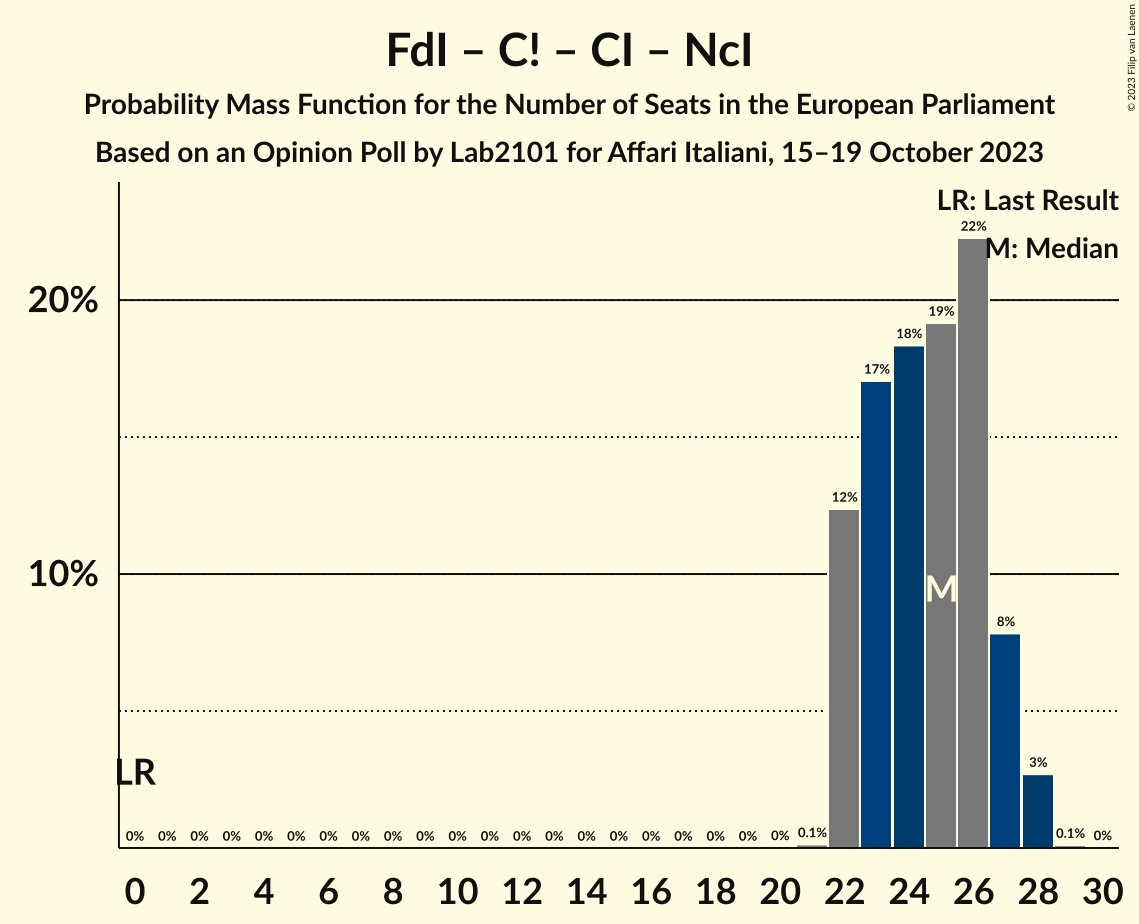 FdI – C! – CI – NcI
Probability Mass Function for the Number of Seats in the European Parliament
Based on an Opinion Poll by Lab2101 for Affari Italiani, 15–19 October 2023
© 2023 Filip van Laenen
LR: Last Result
M: Median
20%
10%
LR
M
0% 0% 0% 0% 0% 0% 0% 0% 0% 0% 0% 0% 0% 0% 0% 0% 0% 0% 0% 0% 0% 0.1% 12% 17% 18% 19% 22% 8% 3% 0.1% 0%
0 2 4 6 8 10 12 14 16 18 20 22 24 26 28 30